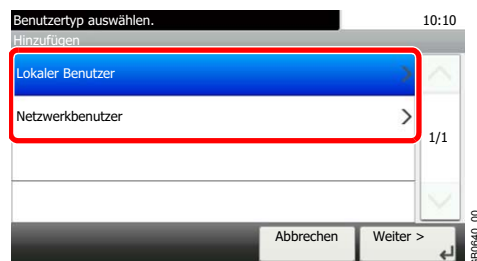 Benutzertyp auswählen. 10:10
Hinzufügen
Lokaler Benutzer
Netzwerkbenutzer
1/1
Abbrechen Weiter >